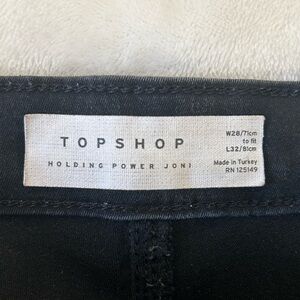 TOPSHOP
HOLDING POWER JONI
W28/71cm
to fit
L32/81cm
Made in Turkey
RN 125149